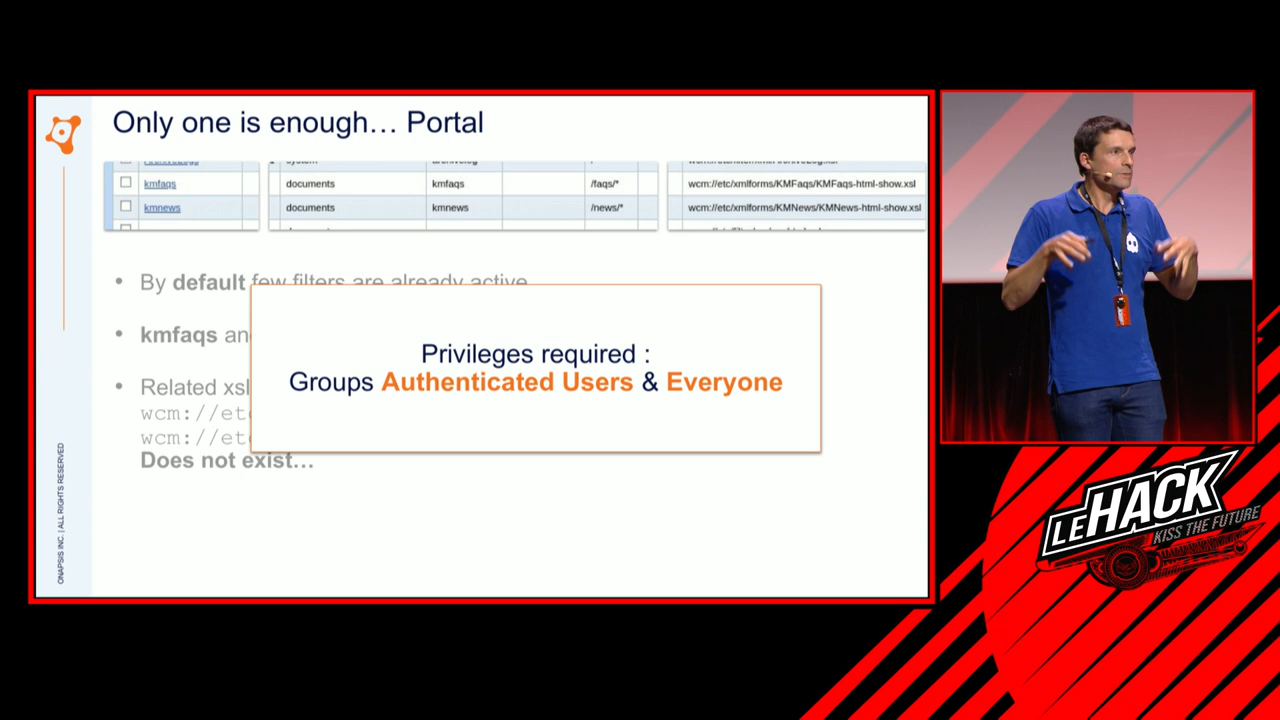 Only one is enough… Portal
kmfaqs documents kmfaqs /faqs/* wcm://etc/xmlforms/KMFaqs/KMFaqs-html-show.xsl
kmnews documents kmnews /news/* wcm://etc/xmlforms/KMNews/KMNews-html-show.xsl
• By default few filters are already active
• kmfaqs an
• Related xsl
wcm://etc
wcm://etc
Does not exist…
Privileges required :
Groups Authenticated Users & Everyone
ONAPSIS INC. | ALL RIGHTS RESERVED
LEHACK
KISS THE FUTURE